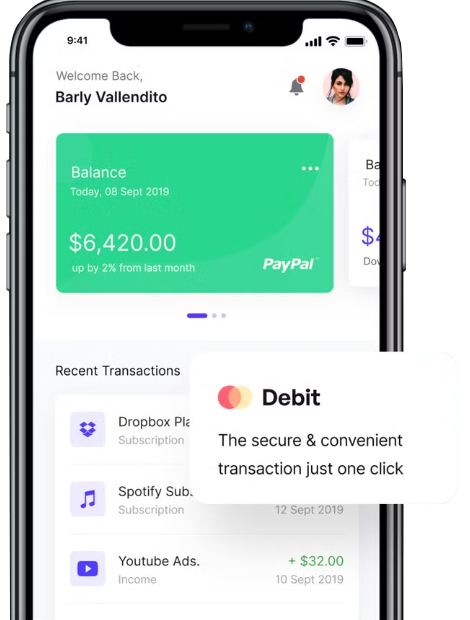 9:41
Welcome Back,
Barly Vallendito
Balance
Today, 08 Sept 2019
$6,420.00
up by 2% from last month
PayPal
Ba
Tod
$4
Dov
Recent Transactions
Debit
The secure & convenient
transaction just one click
Dropbox Pla
Subscription
Spotify Subs
Subscription
12 Sept 2019
Youtube Ads.
+ $32.00
Income
10 Sept 2019